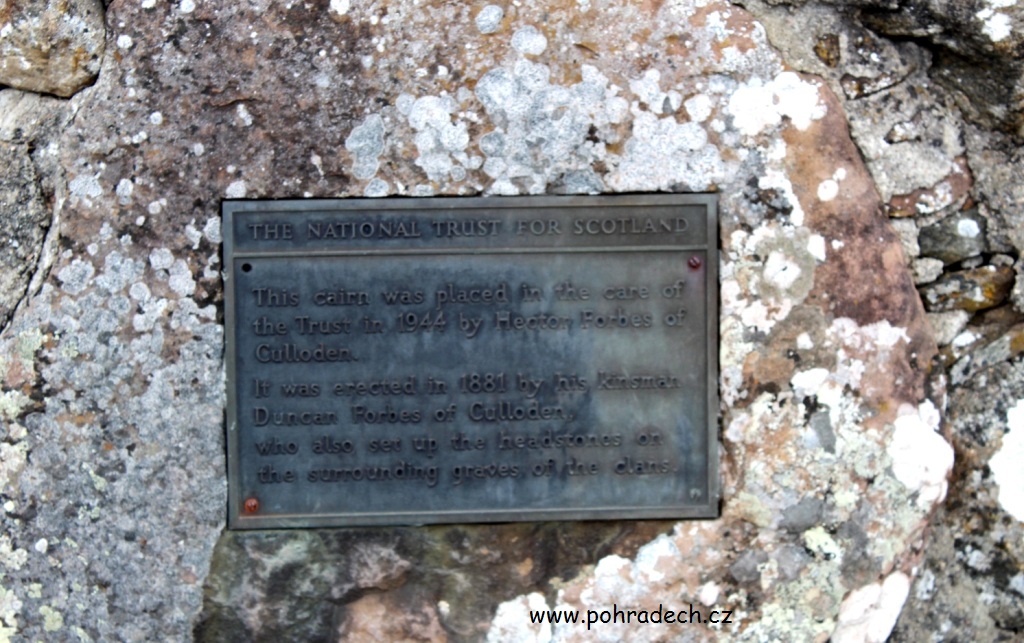 THE NATIONAL TRUST FOR SCOTLAND
This cairn was placed in the care of
the Trust in 1944 by Hector Forbes of
Culloden.
It was erected in 1881 by his kinsman
Duncan Forbes of Culloden,
who also set up the headstones on
the surrounding graves of the clans.
www.pohradech.cz